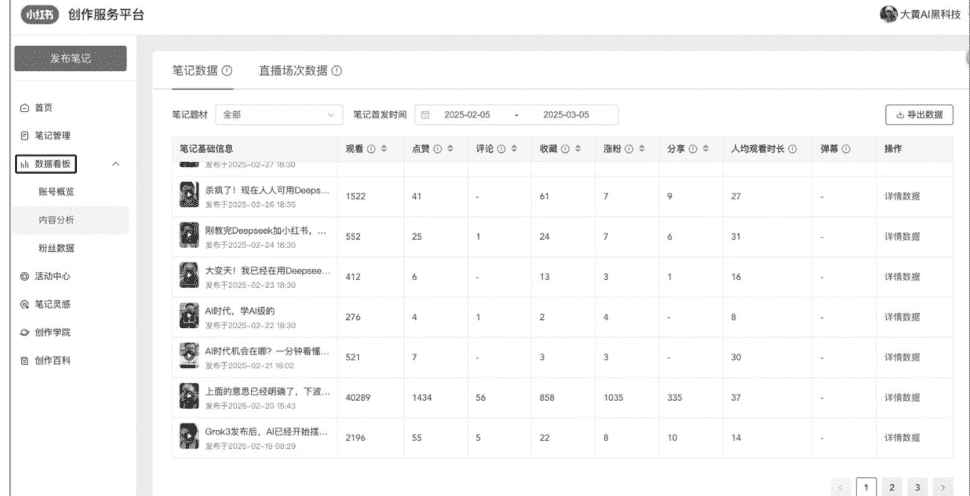 小红书 创作服务平台
大黄AI黑科技
发布笔记
首页
笔记管理
数据看板
账号概览
内容分析
粉丝数据
活动中心
笔记灵感
创作学院
创作百科
笔记数据 直播场次数据
笔记题材 全部 笔记首发时间 2025-02-05 - 2025-03-05 导出数据
笔记基础信息 观看 点赞 评论 收藏 涨粉 分享 人均观看时长 弹幕 操作
发布于2025-02-27 18:30
杀疯了！现在人人可用Deeps...
发布于2025-02-26 18:35
1522 41 - 61 7 9 27 - 详情数据
刚教完Deepseek加小红书，...
发布于2025-02-24 18:30
552 25 1 24 7 6 31 - 详情数据
大变天！我已经在用Deepsee...
发布于2025-02-23 18:30
412 6 - 13 3 1 16 - 详情数据
AI时代，学AI级的
发布于2025-02-22 18:30
276 4 1 2 4 - 8 - 详情数据
AI时代机会在哪？一分钟看懂...
发布于2025-02-21 18:02
521 7 - 3 3 - 30 - 详情数据
上面的意思已经明确了，下波...
发布于2025-02-20 15:43
40289 1434 56 858 1035 335 37 - 详情数据
Grok3发布后，AI已经开始摆...
发布于2025-02-19 09:29
2196 55 5 22 8 10 14 - 详情数据
< 1 2 3 >